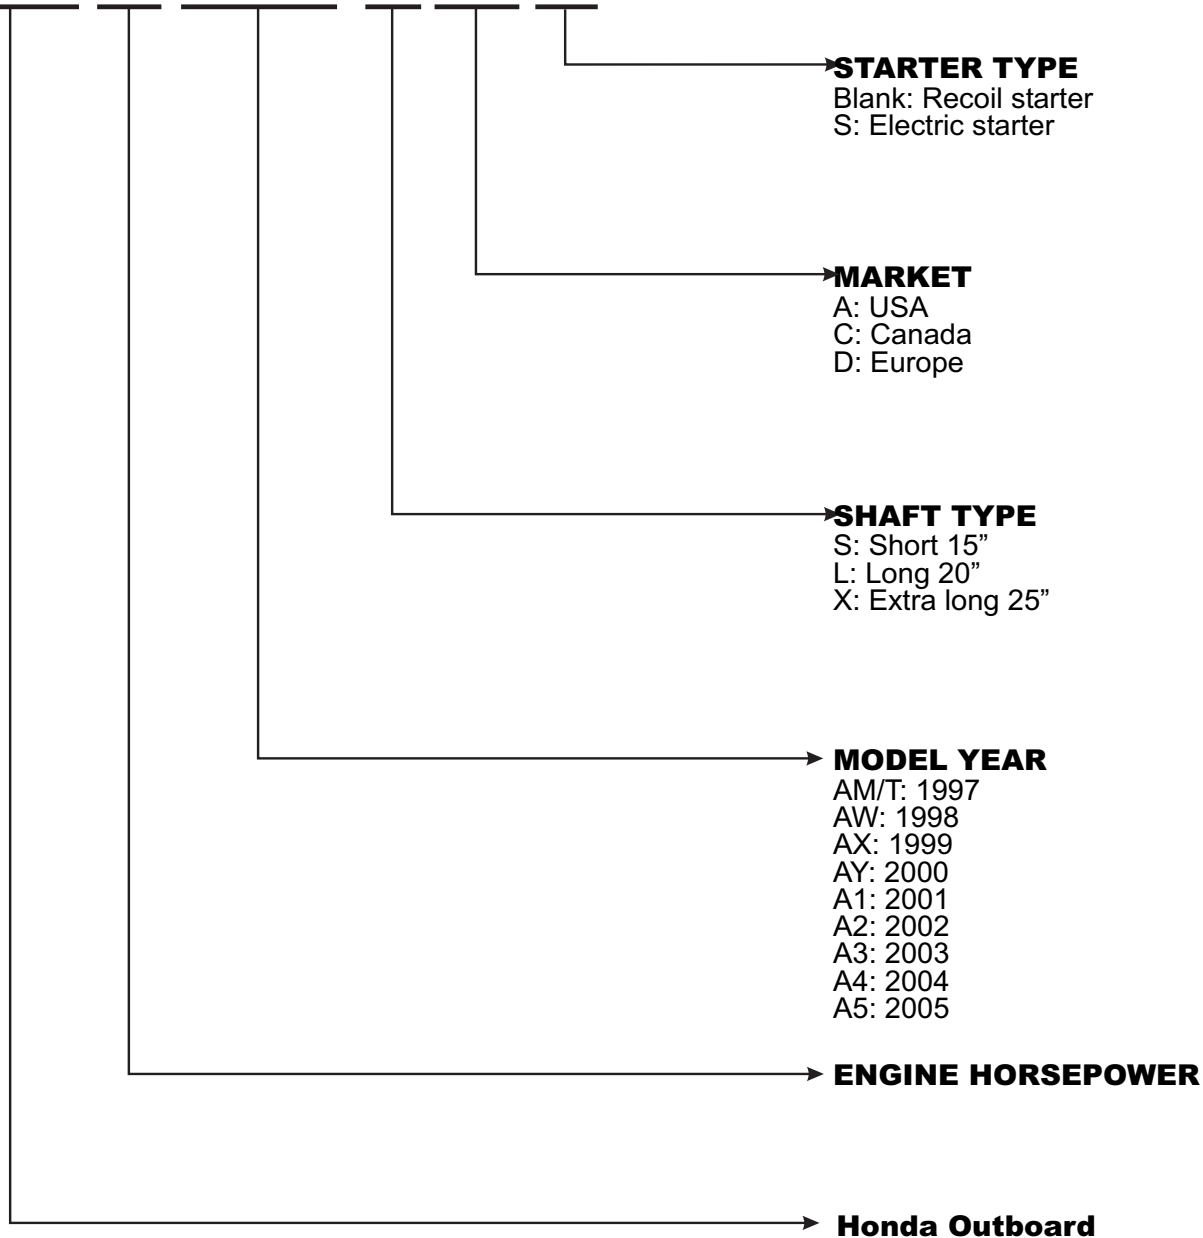 STARTER TYPE
Blank: Recoil starter
S: Electric starter
MARKET
A: USA
C: Canada
D: Europe
SHAFT TYPE
S: Short 15”
L: Long 20”
X: Extra long 25”
MODEL YEAR
AM/T: 1997
AW: 1998
AX: 1999
AY: 2000
A1: 2001
A2: 2002
A3: 2003
A4: 2004
A5: 2005
ENGINE HORSEPOWER
Honda Outboard